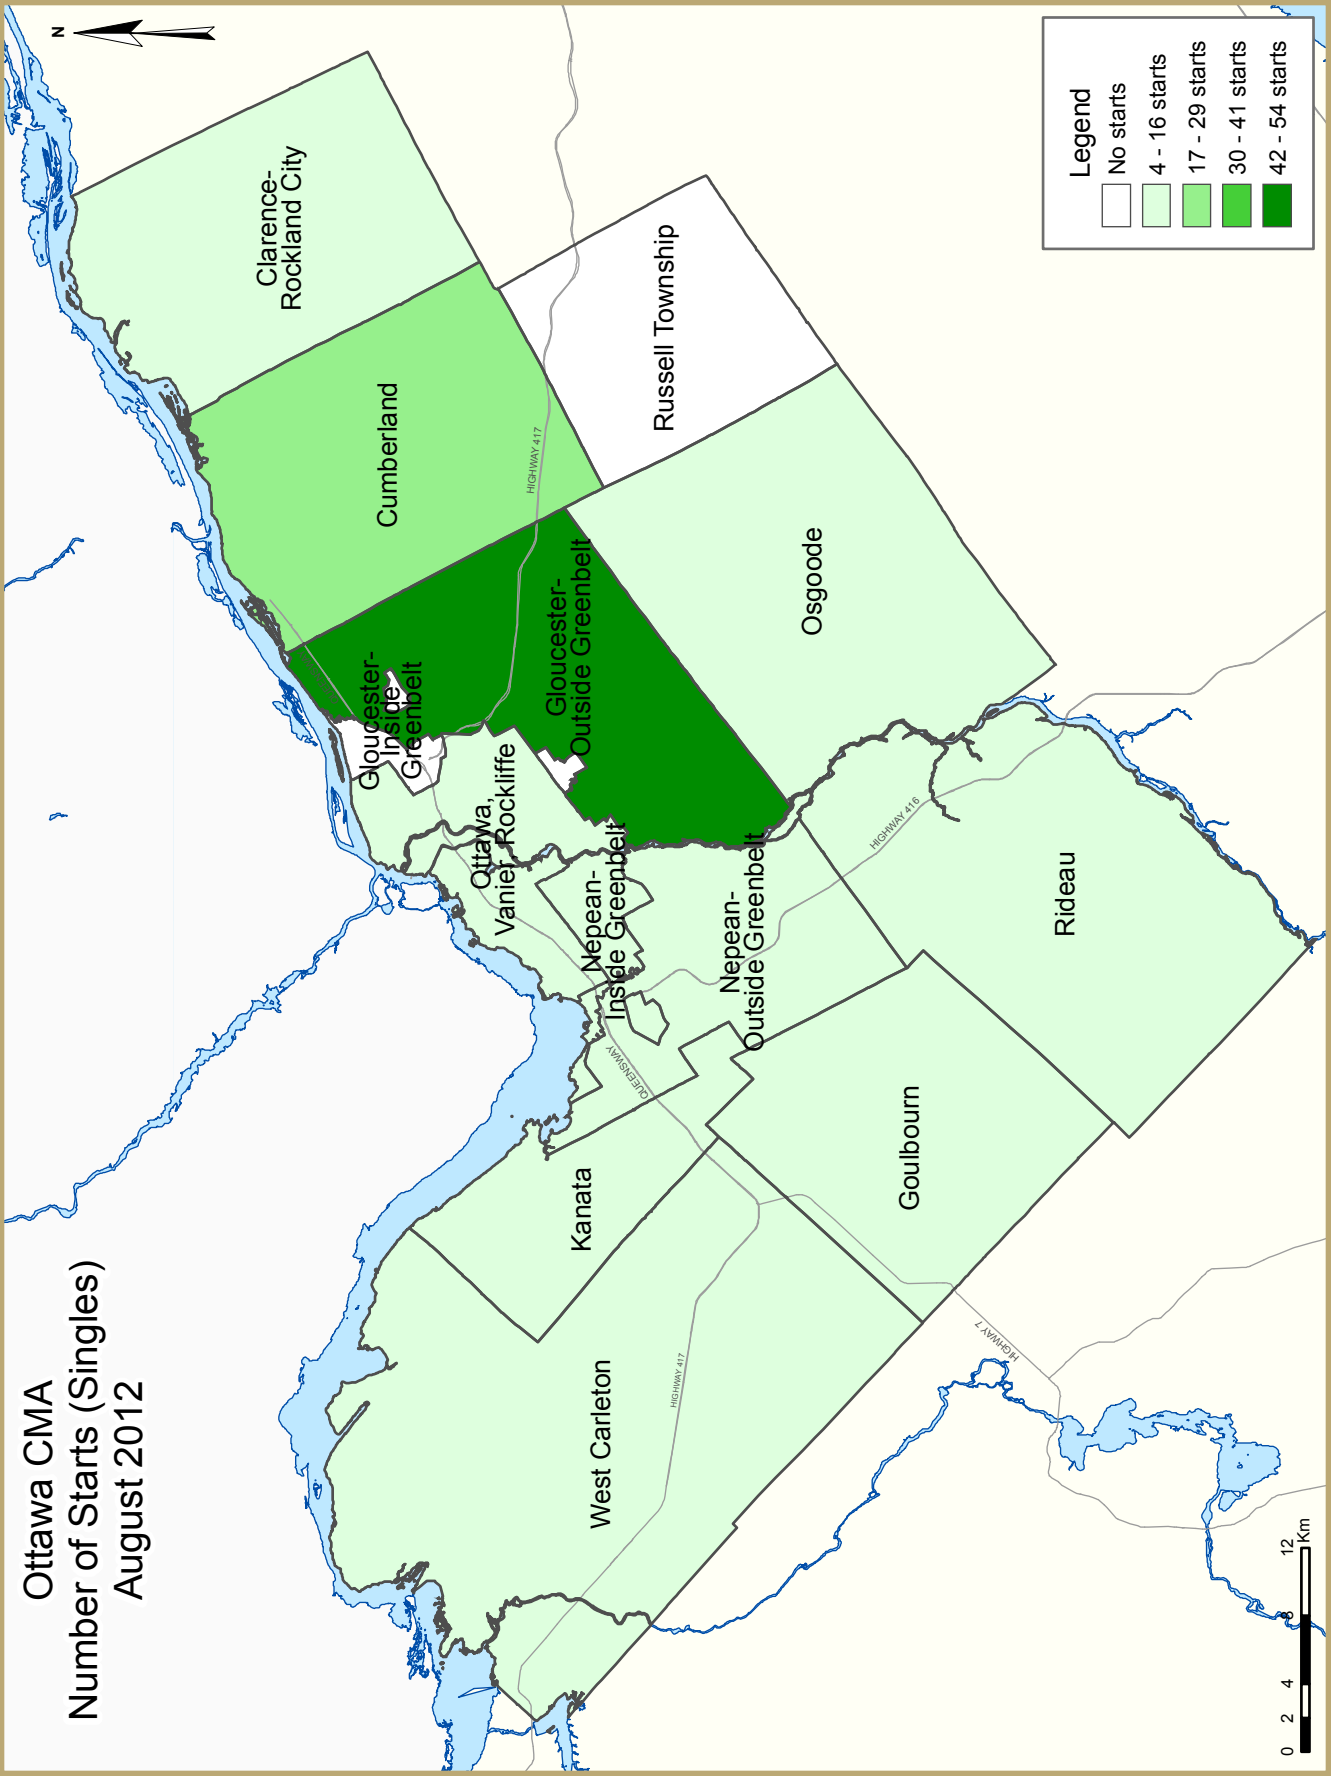 Ottawa CMA
Number of Starts (Singles)
August 2012
N
Clarence-
Rockland City
Cumberland
Russell Township
HIGHWAY 417
Gloucester-
Inside
Greenbelt
Gloucester-
Outside Greenbelt
Osgoode
Ottawa,
Vanier, Rockliffe
Nepean-
Inside Greenbelt
Nepean-
Outside Greenbelt
HIGHWAY 416
Rideau
QUEENSWAY
Kanata
Goulbourn
West Carleton
HIGHWAY 417
HIGHWAY 7
Legend
No starts
4 - 16 starts
17 - 29 starts
30 - 41 starts
42 - 54 starts
0 2 4 8 12
Km